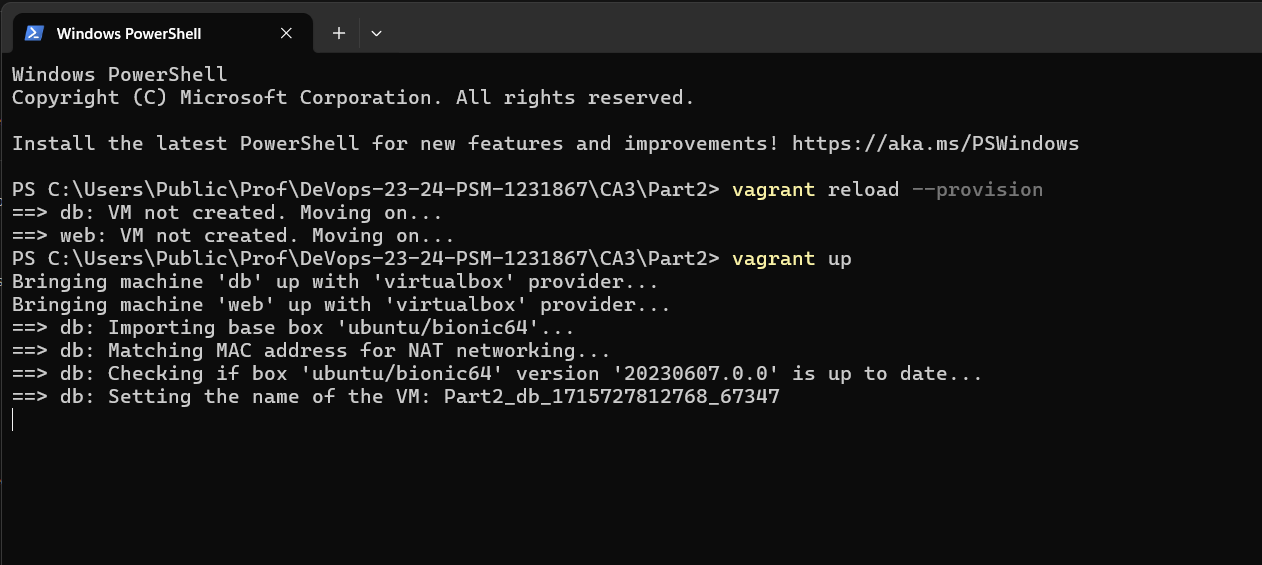 Windows PowerShell
Windows PowerShell
Copyright (C) Microsoft Corporation. All rights reserved.
Install the latest PowerShell for new features and improvements! https://aka.ms/PSWindows
PS C:\Users\Public\Prof\DeVops-23-24-PSM-1231867\CA3\Part2> vagrant reload --provision
==> db: VM not created. Moving on...
==> web: VM not created. Moving on...
PS C:\Users\Public\Prof\DeVops-23-24-PSM-1231867\CA3\Part2> vagrant up
Bringing machine 'db' up with 'virtualbox' provider...
Bringing machine 'web' up with 'virtualbox' provider...
==> db: Importing base box 'ubuntu/bionic64'...
==> db: Matching MAC address for NAT networking...
==> db: Checking if box 'ubuntu/bionic64' version '20230607.0.0' is up to date...
==> db: Setting the name of the VM: Part2_db_1715727812768_67347